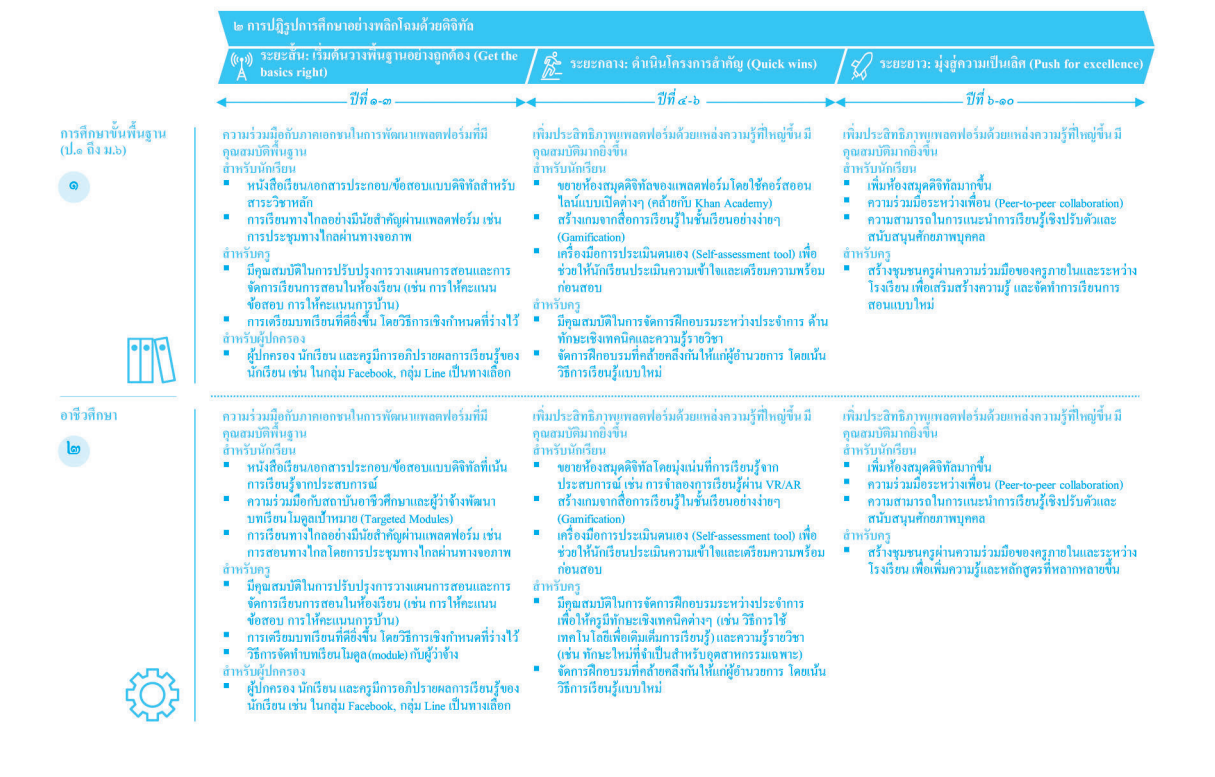 ๒ การปฏิรูปการศึกษาอย่างพลิกโฉมด้วยดิจิทัล
ระยะสั้น: เริ่มต้นวางพื้นฐานอย่างถูกต้อง (Get the
basics right)
ระยะกลาง: ดำเนินโครงการสำคัญ (Quick wins)
ระยะยาว: มุ่งสู่ความเป็นเลิศ (Push for excellence)
ปีที่ ๑-๓
ปีที่ ๔-๖
ปีที่ ๖-๑๐
การศึกษาขั้นพื้นฐาน
(ป.๑ ถึง ม.๖)
๑
ความร่วมมือกับภาคเอกชนในการพัฒนาแพลตฟอร์มที่มี
คุณสมบัติพื้นฐาน
สำหรับนักเรียน
▪ หนังสือเรียน/เอกสารประกอบ/ข้อสอบแบบดิจิทัลสำหรับ
สาระวิชาหลัก
▪ การเรียนทางไกลอย่างมีนัยสำคัญผ่านแพลตฟอร์ม เช่น
การประชุมทางไกลผ่านทางจอภาพ
สำหรับครู
▪ มีคุณสมบัติในการปรับปรุงการวางแผนการสอนและการ
จัดการเรียนการสอนในห้องเรียน (เช่น การให้คะแนน
ข้อสอบ การให้คะแนนการบ้าน)
▪ การเตรียมบทเรียนที่ดียิ่งขึ้น โดยวิธีการเชิงกำหนดที่ร่างไว้
สำหรับผู้ปกครอง
▪ ผู้ปกครอง นักเรียน และครูมีการอภิปรายผลการเรียนรู้ของ
นักเรียน เช่น ในกลุ่ม Facebook, กลุ่ม Line เป็นทางเลือก
เพิ่มประสิทธิภาพแพลตฟอร์มด้วยแหล่งความรู้ที่ใหญ่ขึ้น มี
คุณสมบัติมากยิ่งขึ้น
สำหรับนักเรียน
▪ ขยายห้องสมุดดิจิทัลของแพลตฟอร์มโดยใช้คอร์สออน
ไลน์แบบเปิดต่างๆ (คล้ายกับ Khan Academy)
▪ สร้างเกมจากสื่อการเรียนรู้ในชั้นเรียนอย่างง่ายๆ
(Gamification)
▪ เครื่องมือการประเมินตนเอง (Self-assessment tool) เพื่อ
ช่วยให้นักเรียนประเมินความเข้าใจและเตรียมความพร้อม
ก่อนสอบ
สำหรับครู
▪ มีคุณสมบัติในการจัดการฝึกอบรมระหว่างประจำการ ด้าน
ทักษะเชิงเทคนิคและความรู้รายวิชา
▪ จัดการฝึกอบรมที่คล้ายคลึงกันให้แก่ผู้อำนวยการ โดยเน้น
วิธีการเรียนรู้แบบใหม่
เพิ่มประสิทธิภาพแพลตฟอร์มด้วยแหล่งความรู้ที่ใหญ่ขึ้น มี
คุณสมบัติมากยิ่งขึ้น
สำหรับนักเรียน
▪ เพิ่มห้องสมุดดิจิทัลมากขึ้น
▪ ความร่วมมือระหว่างเพื่อน (Peer-to-peer collaboration)
▪ ความสามารถในการแนะนำการเรียนรู้เชิงปรับตัวและ
สนับสนุนศักยภาพบุคคล
สำหรับครู
▪ สร้างชุมชนครูผ่านความร่วมมือของครูภายในและระหว่าง
โรงเรียน เพื่อเสริมสร้างความรู้ และจัดทำการเรียนการ
สอนแบบใหม่
อาชีวศึกษา
๒
ความร่วมมือกับภาคเอกชนในการพัฒนาแพลตฟอร์มที่มี
คุณสมบัติพื้นฐาน
สำหรับนักเรียน
▪ หนังสือเรียน/เอกสารประกอบ/ข้อสอบแบบดิจิทัลที่เน้น
การเรียนรู้จากประสบการณ์
▪ ความร่วมมือกับสถาบันอาชีวศึกษาและผู้ว่าจ้างพัฒนา
บทเรียนโมดูลเป้าหมาย (Targeted Modules)
▪ การเรียนทางไกลอย่างมีนัยสำคัญผ่านแพลตฟอร์ม เช่น
การสอนทางไกลโดยการประชุมทางไกลผ่านทางจอภาพ
สำหรับครู
▪ มีคุณสมบัติในการปรับปรุงการวางแผนการสอนและการ
จัดการเรียนการสอนในห้องเรียน (เช่น การให้คะแนน
ข้อสอบ การให้คะแนนการบ้าน)
▪ การเตรียมบทเรียนที่ดียิ่งขึ้น โดยวิธีการเชิงกำหนดที่ร่างไว้
▪ วิธีการจัดทำบทเรียนโมดูล (module) กับผู้ว่าจ้าง
สำหรับผู้ปกครอง
▪ ผู้ปกครอง นักเรียน และครูมีการอภิปรายผลการเรียนรู้ของ
นักเรียน เช่น ในกลุ่ม Facebook, กลุ่ม Line เป็นทางเลือก
เพิ่มประสิทธิภาพแพลตฟอร์มด้วยแหล่งความรู้ที่ใหญ่ขึ้น มี
คุณสมบัติมากยิ่งขึ้น
สำหรับนักเรียน
▪ ขยายห้องสมุดดิจิทัลโดยมุ่งเน่นที่การเรียนรู้จาก
ประสบการณ์ เช่น การจำลองการเรียนรู้ผ่าน VR/AR
▪ สร้างเกมจากสื่อการเรียนรู้ในชั้นเรียนอย่างง่ายๆ
(Gamification)
▪ เครื่องมือการประเมินตนเอง (Self-assessment tool) เพื่อ
ช่วยให้นักเรียนประเมินความเข้าใจและเตรียมความพร้อม
ก่อนสอบ
สำหรับครู
▪ มีคุณสมบัติในการจัดการฝึกอบรมระหว่างประจำการ
เพื่อให้ครูมีทักษะเชิงเทคนิคต่างๆ (เช่น วิธีการใช้
เทคโนโลยีเพื่อเติมเต็มการเรียนรู้) และความรู้รายวิชา
(เช่น ทักษะใหม่ที่จำเป็นสำหรับอุตสาหกรรมเฉพาะ)
▪ จัดการฝึกอบรมที่คล้ายคลึงกันให้แก่ผู้อำนวยการ โดยเน้น
วิธีการเรียนรู้แบบใหม่
เพิ่มประสิทธิภาพแพลตฟอร์มด้วยแหล่งความรู้ที่ใหญ่ขึ้น มี
คุณสมบัติมากยิ่งขึ้น
สำหรับนักเรียน
▪ เพิ่มห้องสมุดดิจิทัลมากขึ้น
▪ ความร่วมมือระหว่างเพื่อน (Peer-to-peer collaboration)
▪ ความสามารถในการแนะนำการเรียนรู้เชิงปรับตัวและ
สนับสนุนศักยภาพบุคคล
สำหรับครู
▪ สร้างชุมชนครูผ่านความร่วมมือของครูภายในและระหว่าง
โรงเรียน เพื่อเพิ่มความรู้และหลักสูตรที่หลากหลายขึ้น